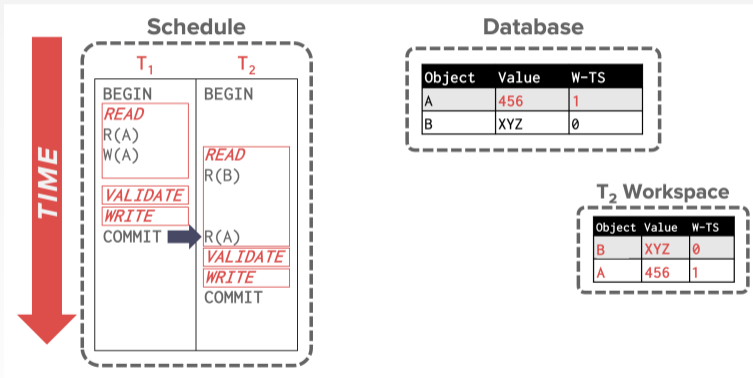 Schedule
Database
TIME
T1 T2
BEGIN BEGIN
READ
R(A)
W(A) READ
R(B)
VALIDATE
WRITE
COMMIT R(A)
VALIDATE
WRITE
COMMIT
Object Value W-TS
A 456 1
B XYZ 0
T2 Workspace
Object Value W-TS
B XYZ 0
A 456 1